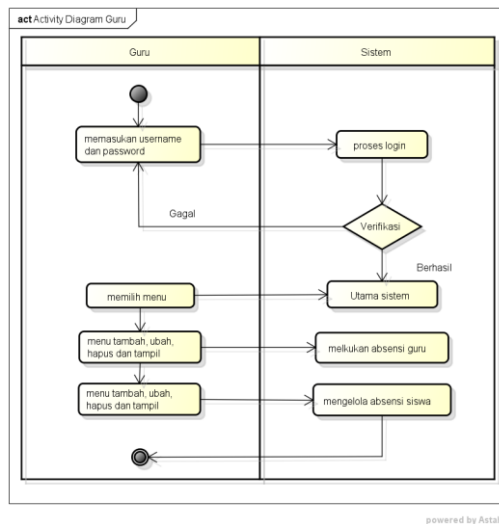 act Activity Diagram Guru
Guru
Sistem
memasukan username
dan password
proses login
Verifikasi
Gagal
Berhasil
memilih menu
Utama sistem
menu tambah, ubah,
hapus dan tampil
melkukan absensi guru
menu tambah, ubah,
hapus dan tampil
mengelola absensi siswa
powered by Asta